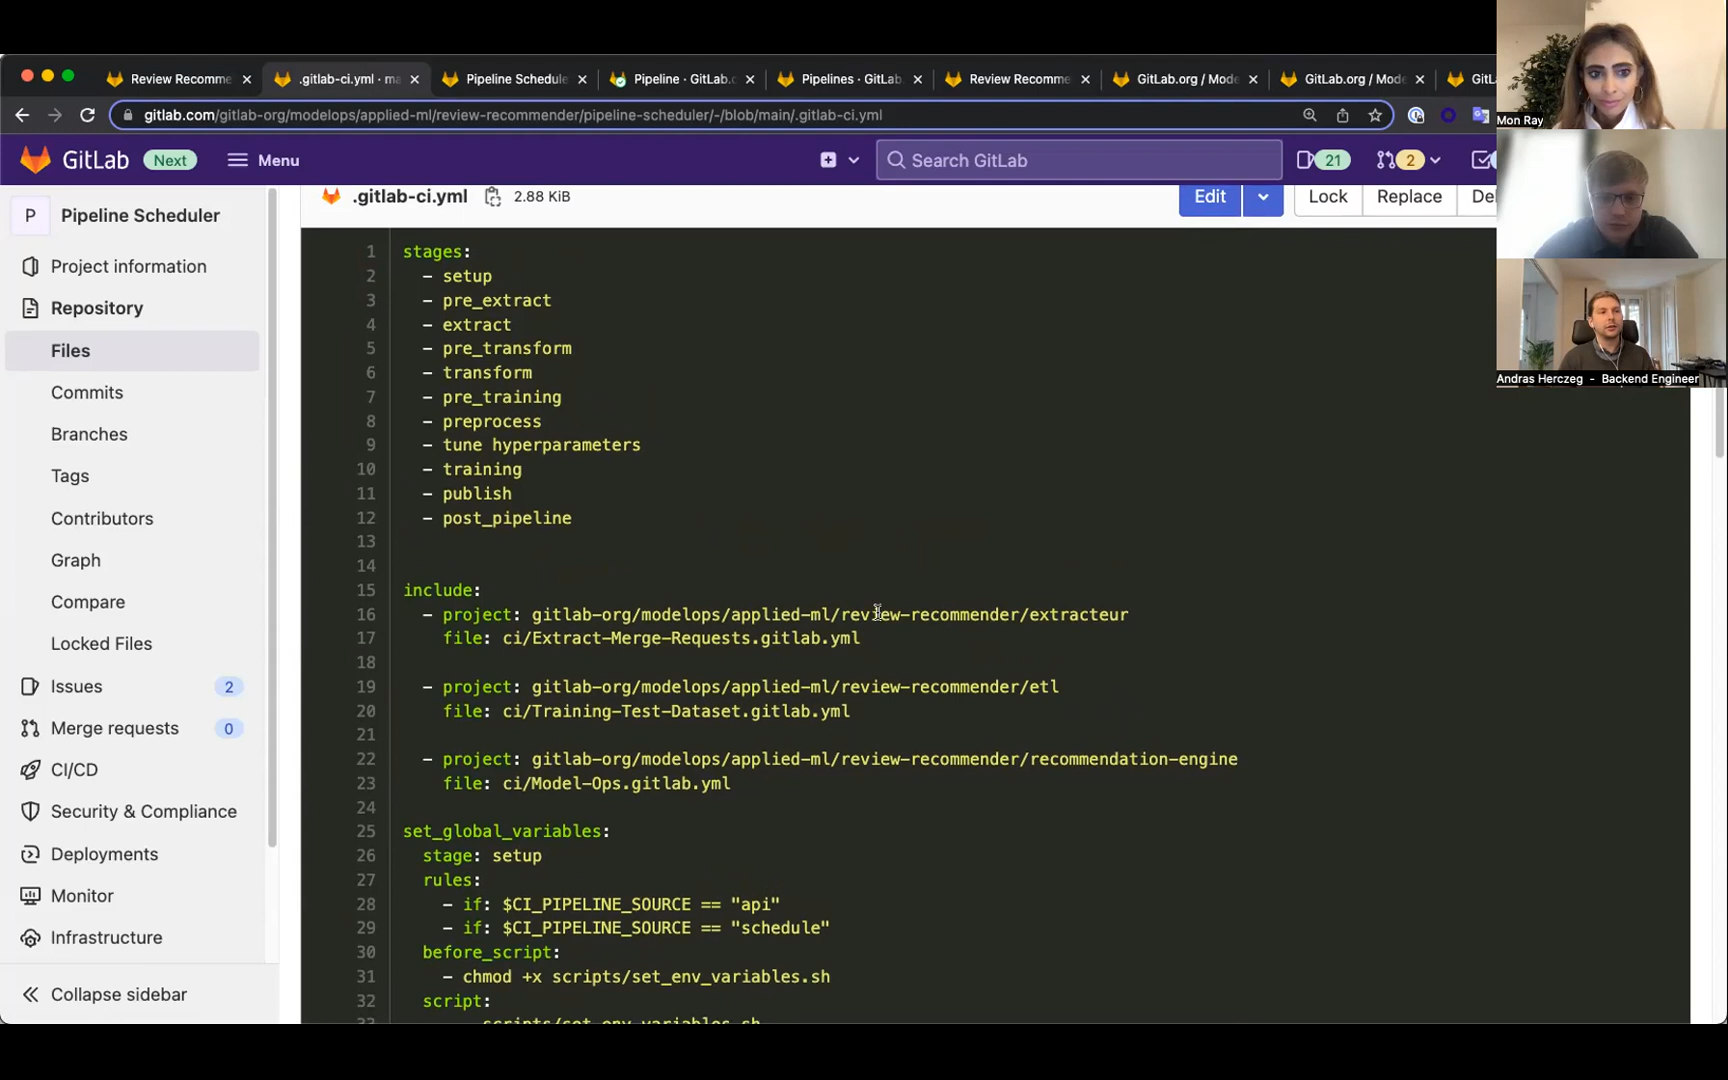 Review Recomme
.gitlab-ci.yml · ma
Pipeline Schedule
Pipeline · GitLab.c
Pipelines · GitLab.
Review Recomme
GitLab.org / Mode
GitLab.org / Mode
GitL
gitlab.com/gitlab-org/modelops/applied-ml/review-recommender/pipeline-scheduler/-/blob/main/.gitlab-ci.yml
GitLab
Next
Menu
Search GitLab
21
2
P
Pipeline Scheduler
Project information
Repository
Files
Commits
Branches
Tags
Contributors
Graph
Compare
Locked Files
Issues 2
Merge requests 0
CI/CD
Security & Compliance
Deployments
Monitor
Infrastructure
Collapse sidebar
.gitlab-ci.yml
2.88 KiB
Edit
Lock
Replace
De
1 stages:
2 - setup
3 - pre_extract
4 - extract
5 - pre_transform
6 - transform
7 - pre_training
8 - preprocess
9 - tune hyperparameters
10 - training
11 - publish
12 - post_pipeline
13
14
15 include:
16 - project: gitlab-org/modelops/applied-ml/review-recommender/extracteur
17 file: ci/Extract-Merge-Requests.gitlab.yml
18
19 - project: gitlab-org/modelops/applied-ml/review-recommender/etl
20 file: ci/Training-Test-Dataset.gitlab.yml
21
22 - project: gitlab-org/modelops/applied-ml/review-recommender/recommendation-engine
23 file: ci/Model-Ops.gitlab.yml
24
25 set_global_variables:
26 stage: setup
27 rules:
28 - if: $CI_PIPELINE_SOURCE == "api"
29 - if: $CI_PIPELINE_SOURCE == "schedule"
30 before_script:
31 - chmod +x scripts/set_env_variables.sh
32 script:
33 scripts/set_env_variables.sh
Mon Ray
Andras Herczeg - Backend Engineer